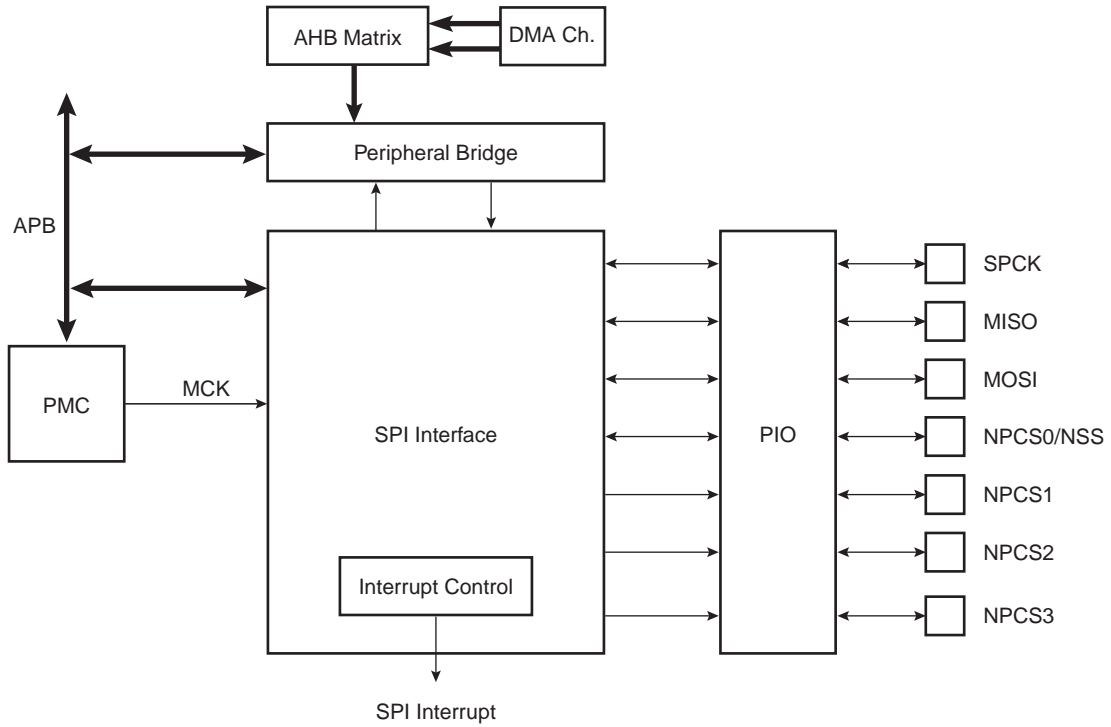 AHB Matrix
DMA Ch.
Peripheral Bridge
APB
SPCK
MISO
MCK
MOSI
PMC
SPI Interface
PIO
NPCS0/NSS
NPCS1
NPCS2
Interrupt Control
NPCS3
SPI Interrupt